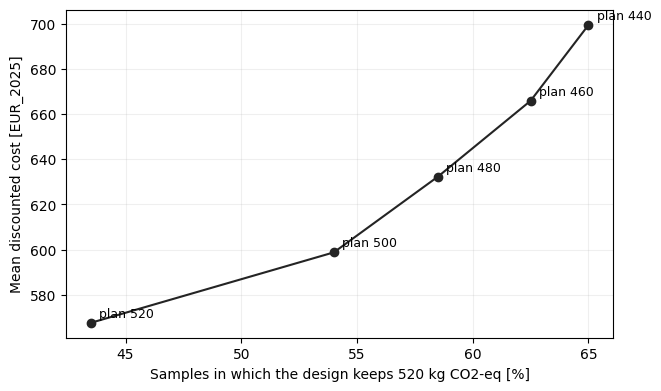 Mean discounted cost [EUR_2025]
700
680
660
640
620
600
580
plan 440
plan 460
plan 480
plan 500
plan 520
45
50
55
60
65
Samples in which the design keeps 520 kg CO2-eq [%]